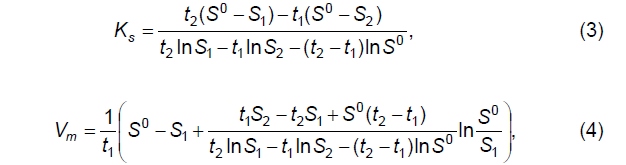 K_s = \frac{t_2(S^0 - S_1) - t_1(S^0 - S_2)}{t_2 \ln S_1 - t_1 \ln S_2 - (t_2 - t_1) \ln S^0}, (3)
V_m = \frac{1}{t_1}\left( S^0 - S_1 + \frac{t_1 S_2 - t_2 S_1 + S^0(t_2 - t_1)}{t_2 \ln S_1 - t_1 \ln S_2 - (t_2 - t_1) \ln S^0} \ln \frac{S^0}{S_1} \right), (4)